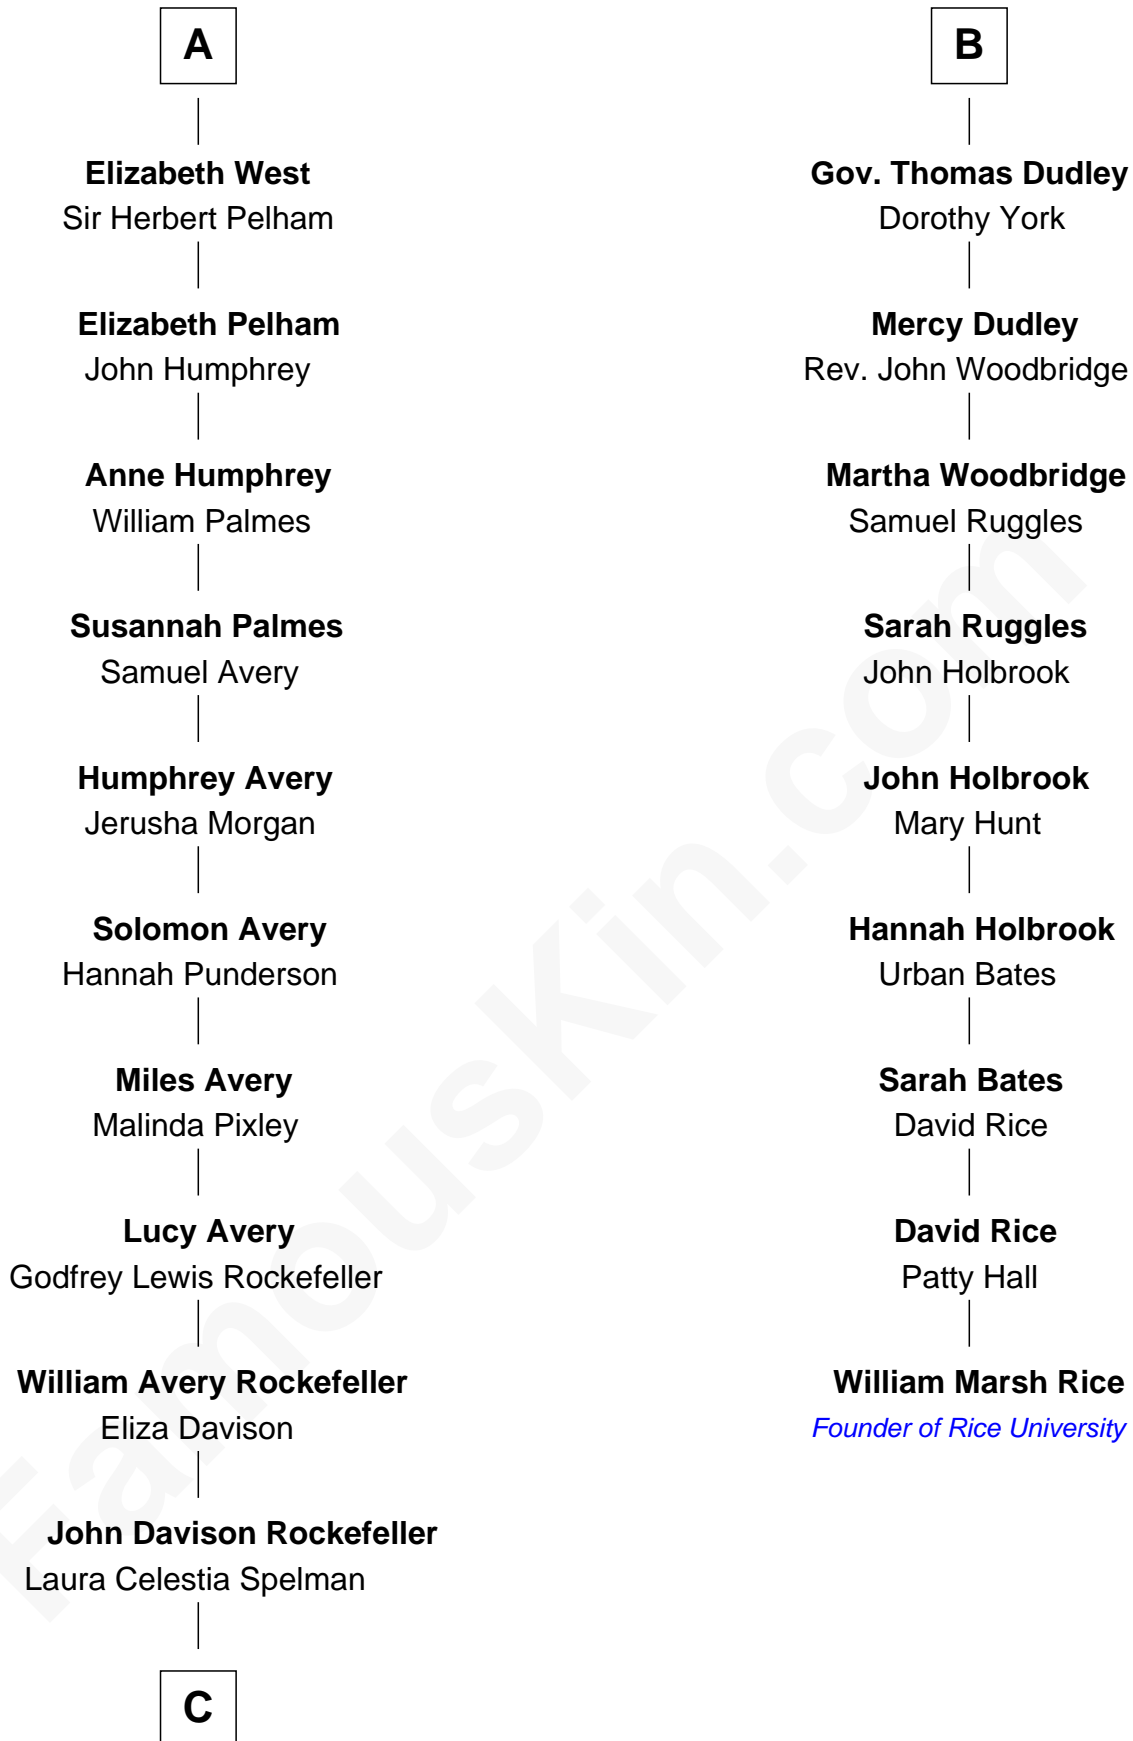 A
Elizabeth West
Sir Herbert Pelham
Elizabeth Pelham
John Humphrey
Anne Humphrey
William Palmes
Susannah Palmes
Samuel Avery
Humphrey Avery
Jerusha Morgan
Solomon Avery
Hannah Punderson
Miles Avery
Malinda Pixley
Lucy Avery
Godfrey Lewis Rockefeller
William Avery Rockefeller
Eliza Davison
John Davison Rockefeller
Laura Celestia Spelman
C
B
Gov. Thomas Dudley
Dorothy York
Mercy Dudley
Rev. John Woodbridge
Martha Woodbridge
Samuel Ruggles
Sarah Ruggles
John Holbrook
John Holbrook
Mary Hunt
Hannah Holbrook
Urban Bates
Sarah Bates
David Rice
David Rice
Patty Hall
William Marsh Rice
Founder of Rice University
FamousKin.com